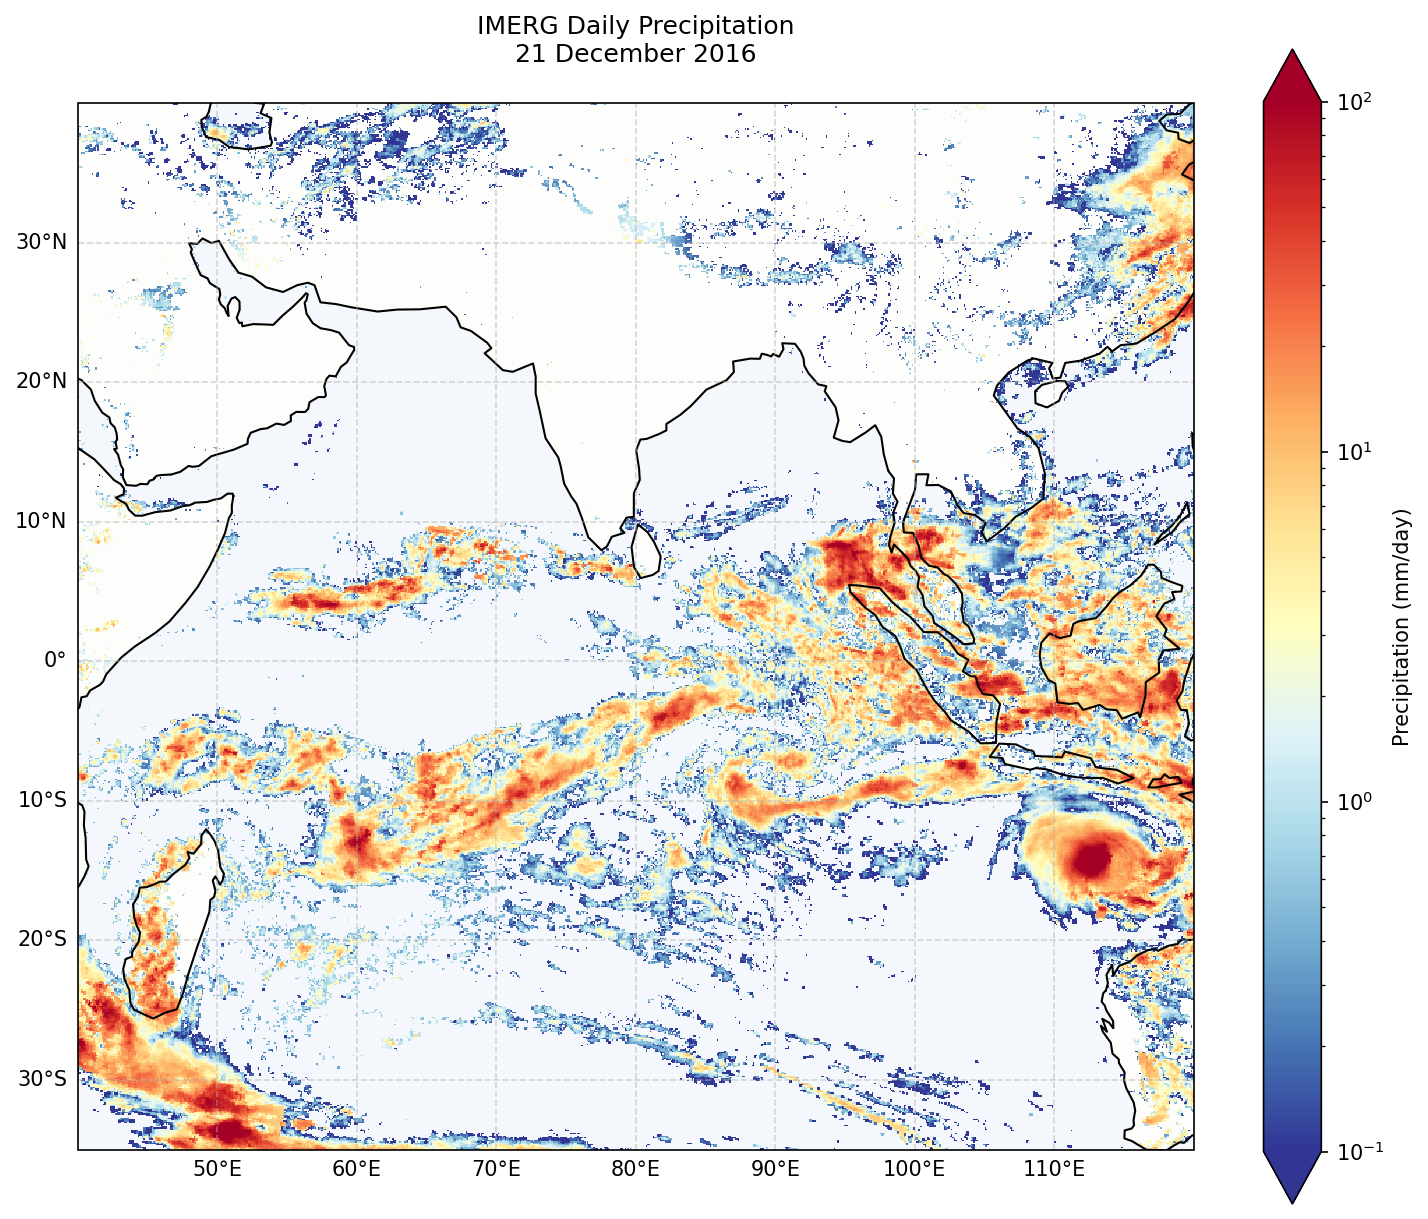 IMERG Daily Precipitation
21 December 2016
30°N
20°N
10°N
0°
10°S
20°S
30°S
50°E
60°E
70°E
80°E
90°E
100°E
110°E
10²
10¹
10⁰
10⁻¹
Precipitation (mm/day)